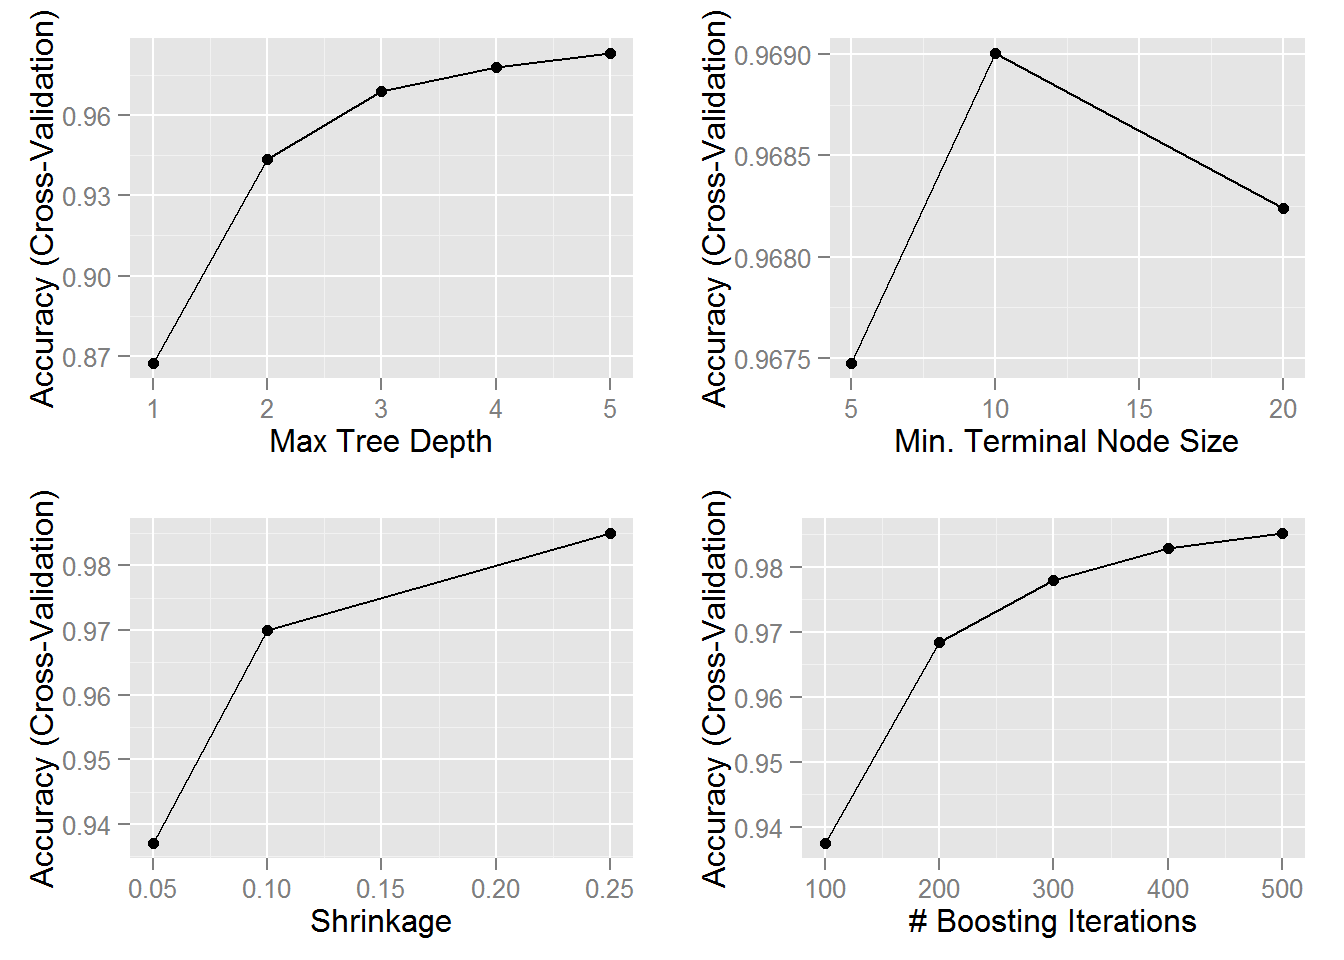 Accuracy (Cross-Validation)
0.96
0.93
0.90
0.87
1 2 3 4 5
Max Tree Depth
Accuracy (Cross-Validation)
0.9690
0.9685
0.9680
0.9675
5 10 15 20
Min. Terminal Node Size
Accuracy (Cross-Validation)
0.98
0.97
0.96
0.95
0.94
0.05 0.10 0.15 0.20 0.25
Shrinkage
Accuracy (Cross-Validation)
0.98
0.97
0.96
0.95
0.94
100 200 300 400 500
# Boosting Iterations